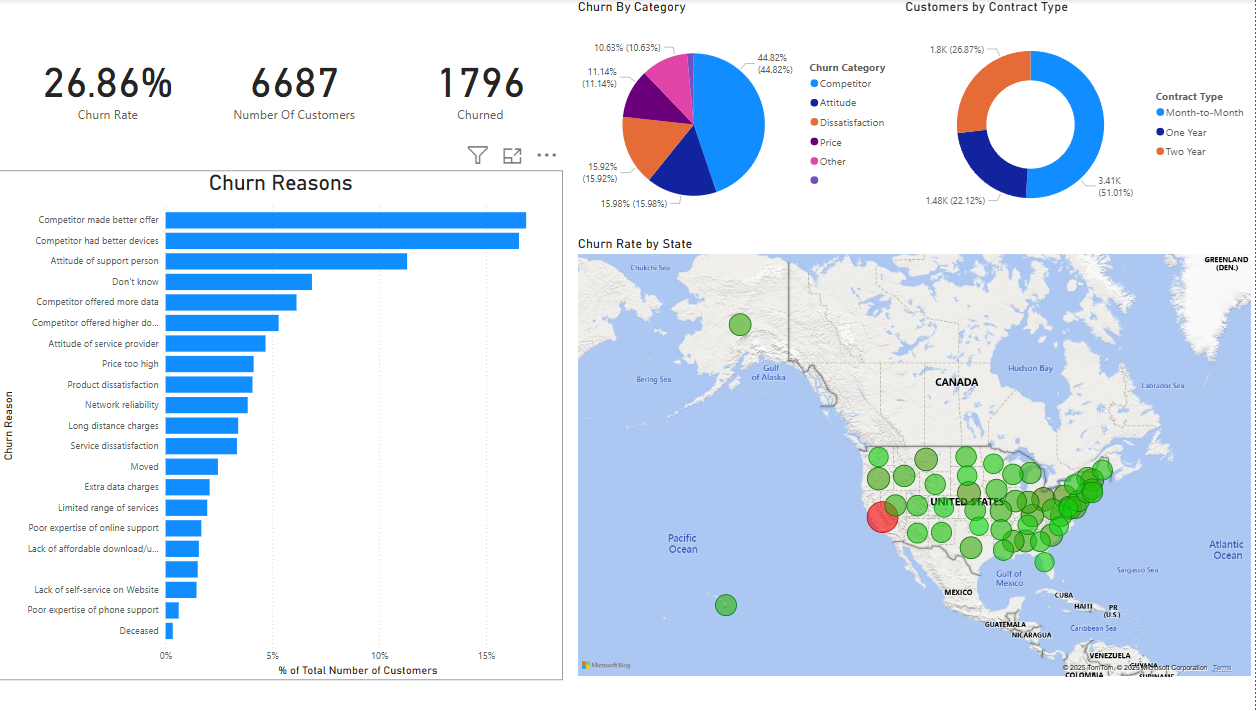 Churn By Category
Customers by Contract Type
26.86%
Churn Rate
6687
Number Of Customers
1796
Churned
10.63% (10.63%)
44.82%
(44.82%)
11.14%
(11.14%)
15.92%
(15.92%)
15.98% (15.98%)
Churn Category
Competitor
Attitude
Dissatisfaction
Price
Other
1.8K (26.87%)
3.41K
(51.01%)
1.48K (22.12%)
Contract Type
Month-to-Month
One Year
Two Year
Churn Reasons
Churn Reason
Competitor made better offer
Competitor had better devices
Attitude of support person
Don't know
Competitor offered more data
Competitor offered higher do...
Attitude of service provider
Price too high
Product dissatisfaction
Network reliability
Long distance charges
Service dissatisfaction
Moved
Extra data charges
Limited range of services
Poor expertise of online support
Lack of affordable download/u...
Lack of self-service on Website
Poor expertise of phone support
Deceased
0%
5%
10%
15%
% of Total Number of Customers
Churn Rate by State
Chukchi Sea
GREENLAND
(DEN.)
Bering Sea
Gulf
of Alaska
Hudson Bay
CANADA
Labrador Sea
UNITED STATES
Pacific
Ocean
Atlantic
Ocean
Sargasso Sea
Gulf of
Mexico
MEXICO
CUBA
HAITI
PR
(U.S.)
GUATEMALA
Caribbean Sea
NICARAGUA
VENEZUELA
GUYANA
COLOMBIA
SURINAME
Microsoft Bing
© 2025 TomTom, © 2025 Microsoft Corporation
Terms